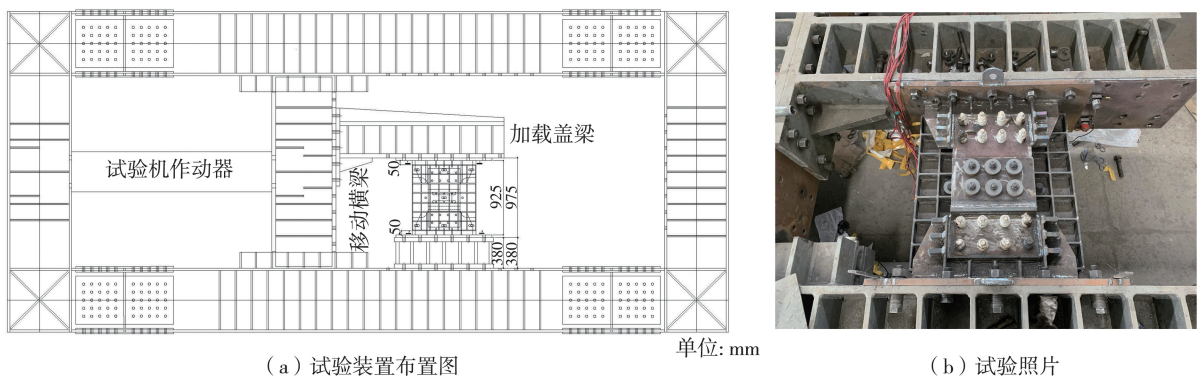 试验机作动器
移动横梁
加载盖梁
50
50
925
975
380
380
单位: mm
（a）试验装置布置图
（b）试验照片